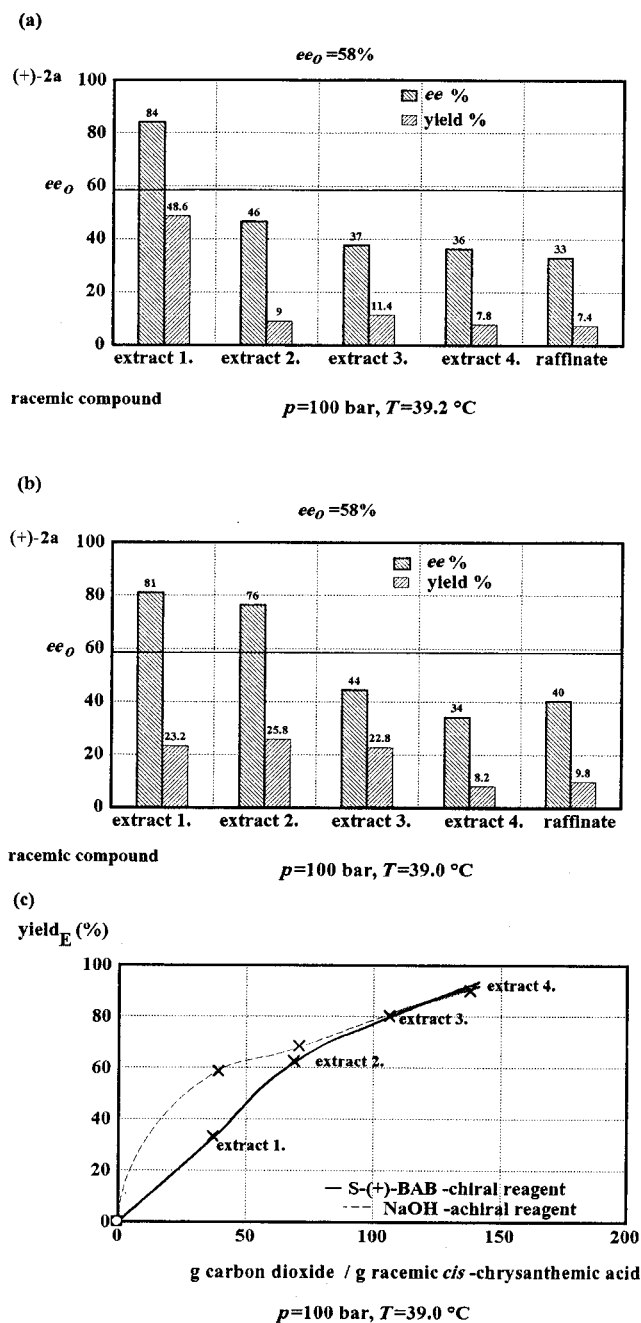 (a)
ee₀ =58%
(+)-2a
100
80
60
40
20
0
ee₀
ee %
yield %
84
48.6
46
9
37
11.4
36
7.8
33
7.4
extract 1. extract 2. extract 3. extract 4. raffinate
racemic compound
p=100 bar, T=39.2 °C
(b)
ee₀ =58%
(+)-2a
100
80
60
40
20
0
ee₀
ee %
yield %
81
23.2
76
25.8
44
22.8
34
8.2
40
9.8
extract 1. extract 2. extract 3. extract 4. raffinate
racemic compound
p=100 bar, T=39.0 °C
(c)
yield_E (%)
100
80
60
40
20
0
extract 4.
extract 3.
extract 2.
extract 1.
S-(+)-BAB -chiral reagent
NaOH -achiral reagent
0 50 100 150 200
g carbon dioxide / g racemic cis -chrysanthemic acid
p=100 bar, T=39.0 °C